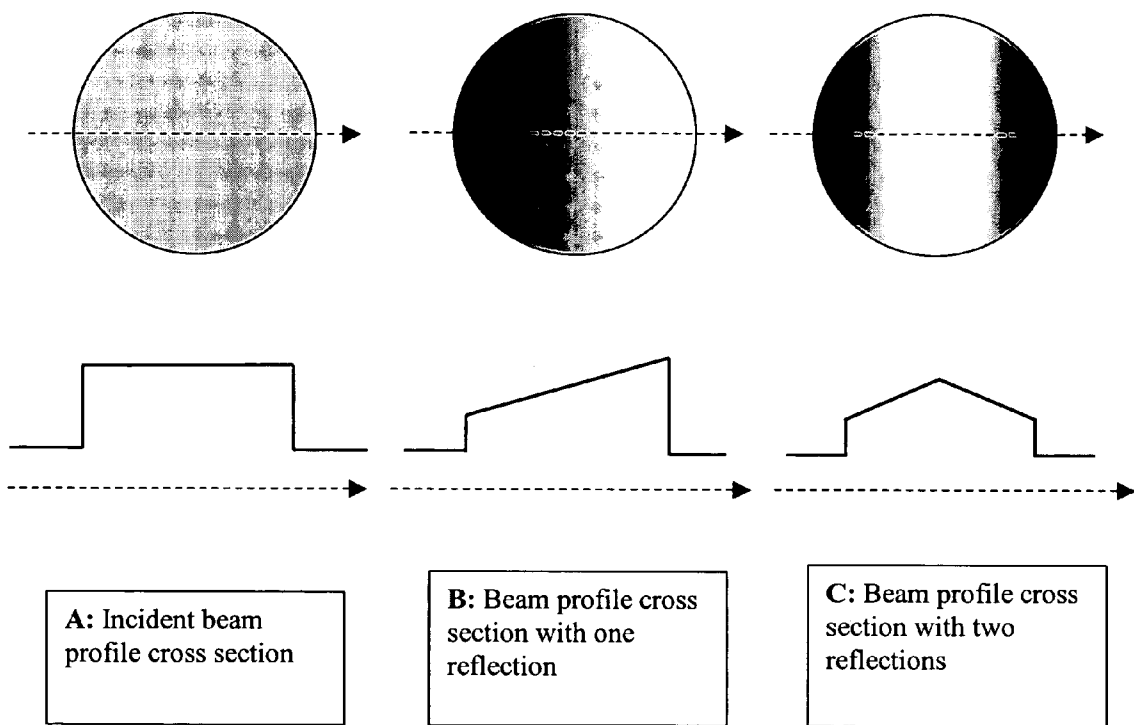 A: Incident beam
profile cross section
B: Beam profile cross
section with one
reflection
C: Beam profile cross
section with two
reflections